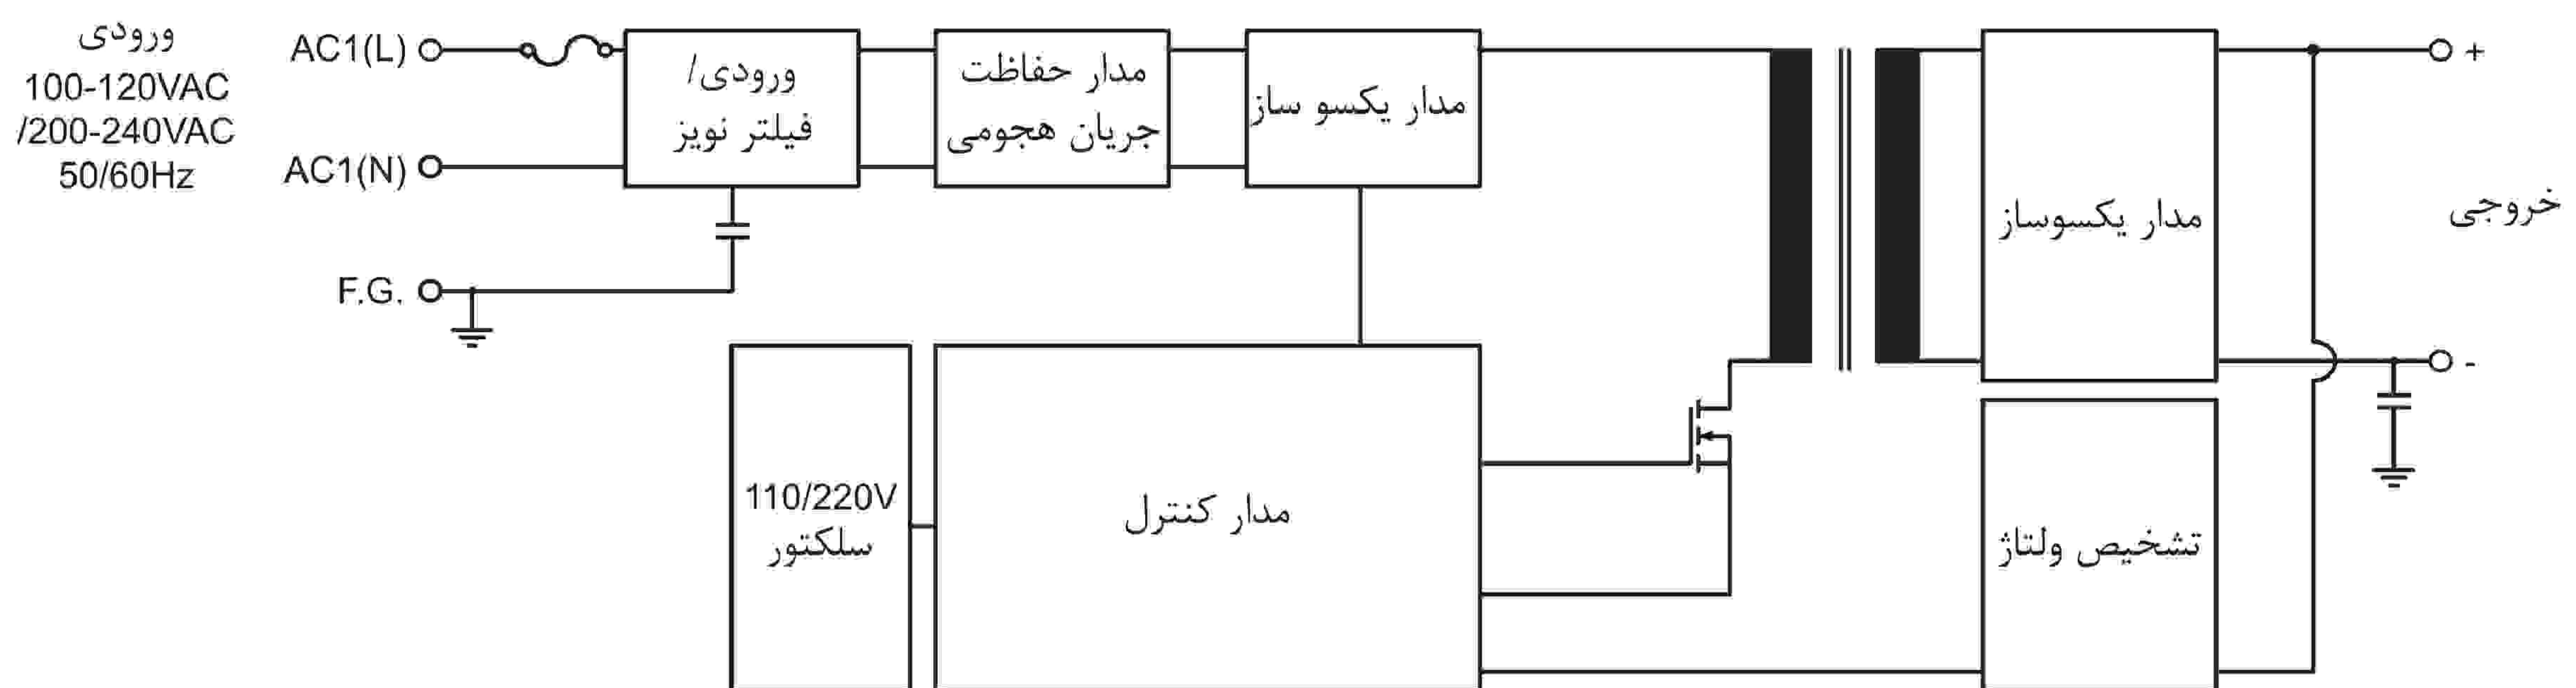 ورودی
100-120VAC
/200-240VAC
50/60Hz
AC1(L)
AC1(N)
F.G.
ورودی/
فیلتر نویز
مدار حفاظت
جریان هجومی
مدار یکسو ساز
مدار یکسوساز
+
خروجی
-
110/220V
سلکتور
مدار کنترل
تشخیص ولتاژ